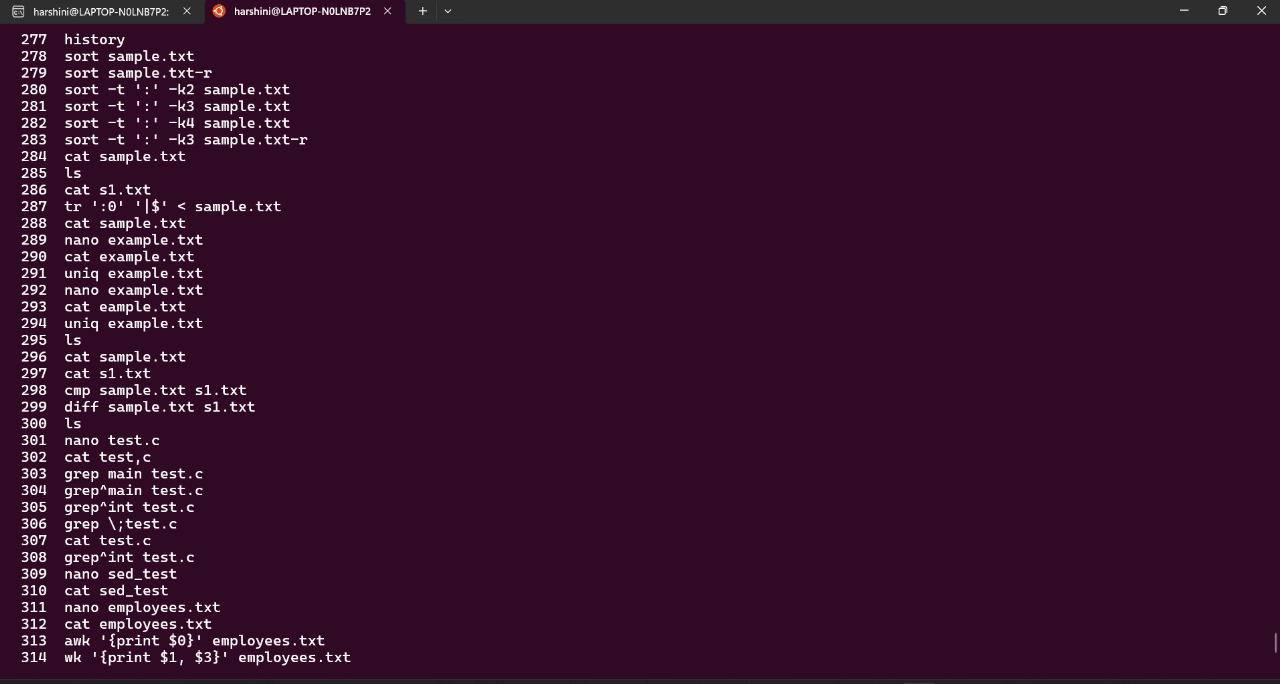 harshini@LAPTOP-N0LNB7P2: harshini@LAPTOP-N0LNB7P2
277 history
278 sort sample.txt
279 sort sample.txt-r
280 sort -t ':' -k2 sample.txt
281 sort -t ':' -k3 sample.txt
282 sort -t ':' -k4 sample.txt
283 sort -t ':' -k3 sample.txt-r
284 cat sample.txt
285 ls
286 cat s1.txt
287 tr ':0' '|$' < sample.txt
288 cat sample.txt
289 nano example.txt
290 cat example.txt
291 uniq example.txt
292 nano example.txt
293 cat eample.txt
294 uniq example.txt
295 ls
296 cat sample.txt
297 cat s1.txt
298 cmp sample.txt s1.txt
299 diff sample.txt s1.txt
300 ls
301 nano test.c
302 cat test,c
303 grep main test.c
304 grep^main test.c
305 grep^int test.c
306 grep \;test.c
307 cat test.c
308 grep^int test.c
309 nano sed_test
310 cat sed_test
311 nano employees.txt
312 cat employees.txt
313 awk '{print $0}' employees.txt
314 wk '{print $1, $3}' employees.txt